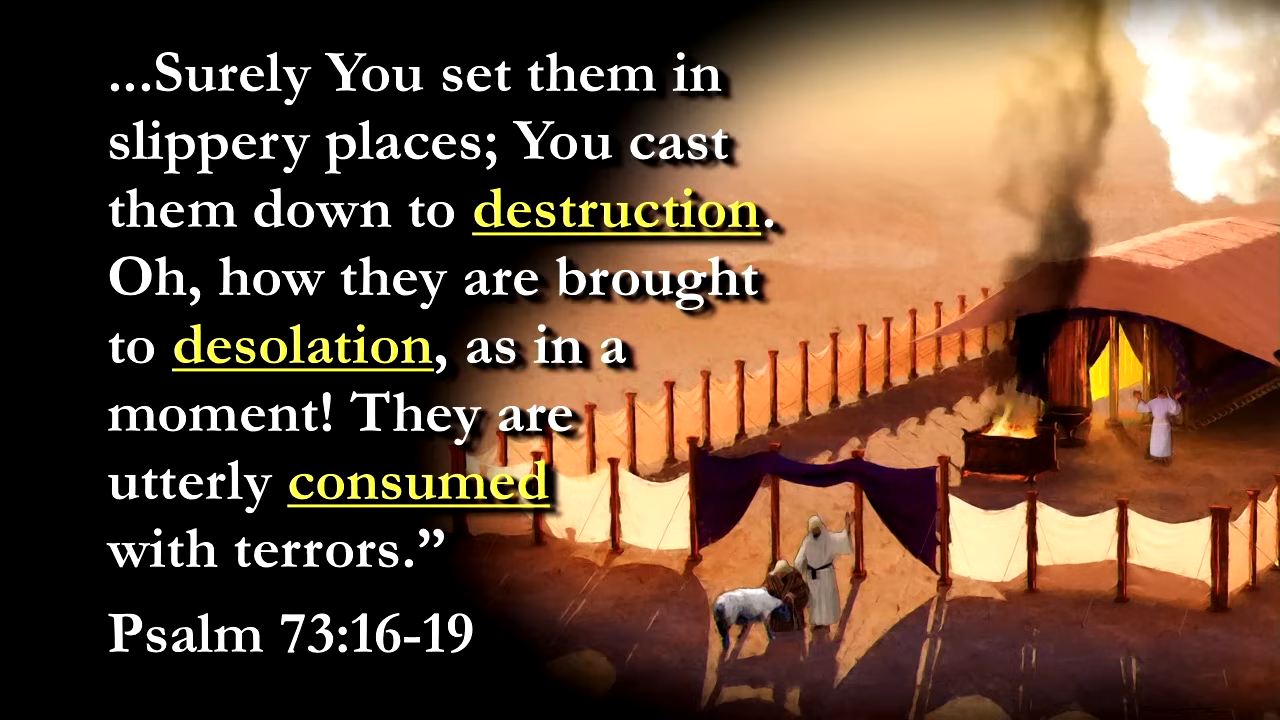 ...Surely You set them in
slippery places; You cast
them down to destruction.
Oh, how they are brought
to desolation, as in a
moment! They are
utterly consumed
with terrors.”
Psalm 73:16-19